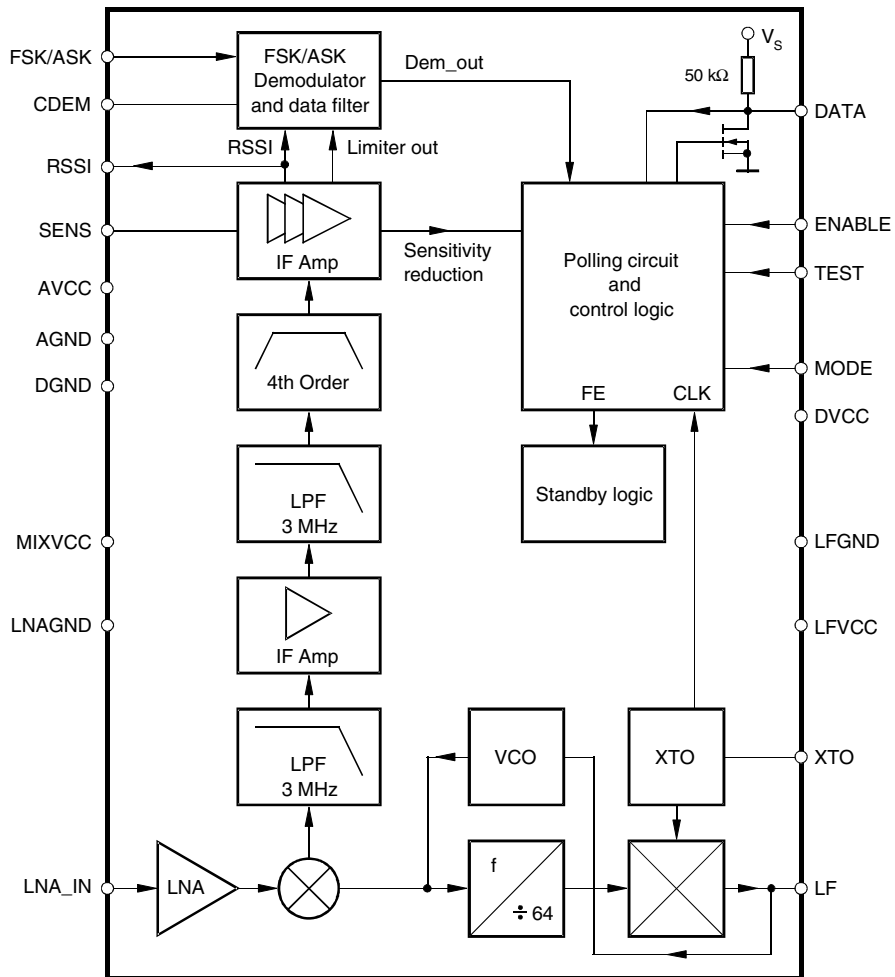 FSK/ASK
CDEM
RSSI
SENS
AVCC
AGND
DGND
MIXVCC
LNAGND
LNA_IN
FSK/ASK
Demodulator
and data filter
Dem_out
RSSI
Limiter out
IF Amp
Sensitivity
reduction
4th Order
LPF
3 MHz
IF Amp
LPF
3 MHz
LNA
VCO
f
÷ 64
XTO
Polling circuit
and
control logic
FE
CLK
Standby logic
VS
50 kΩ
DATA
ENABLE
TEST
MODE
DVCC
LFGND
LFVCC
XTO
LF